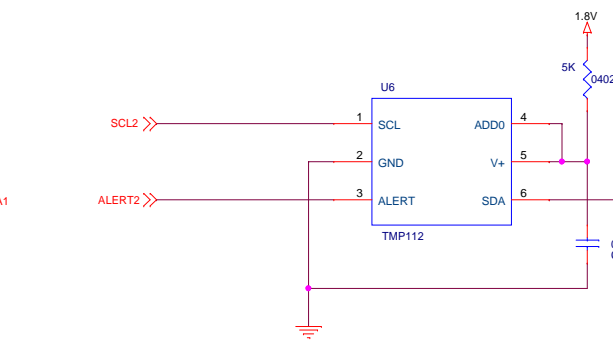 1.8V
5K
0402
U6
SCL2
1
SCL
ADD0
4
2
GND
V+
5
ALERT2
3
ALERT
SDA
6
TMP112